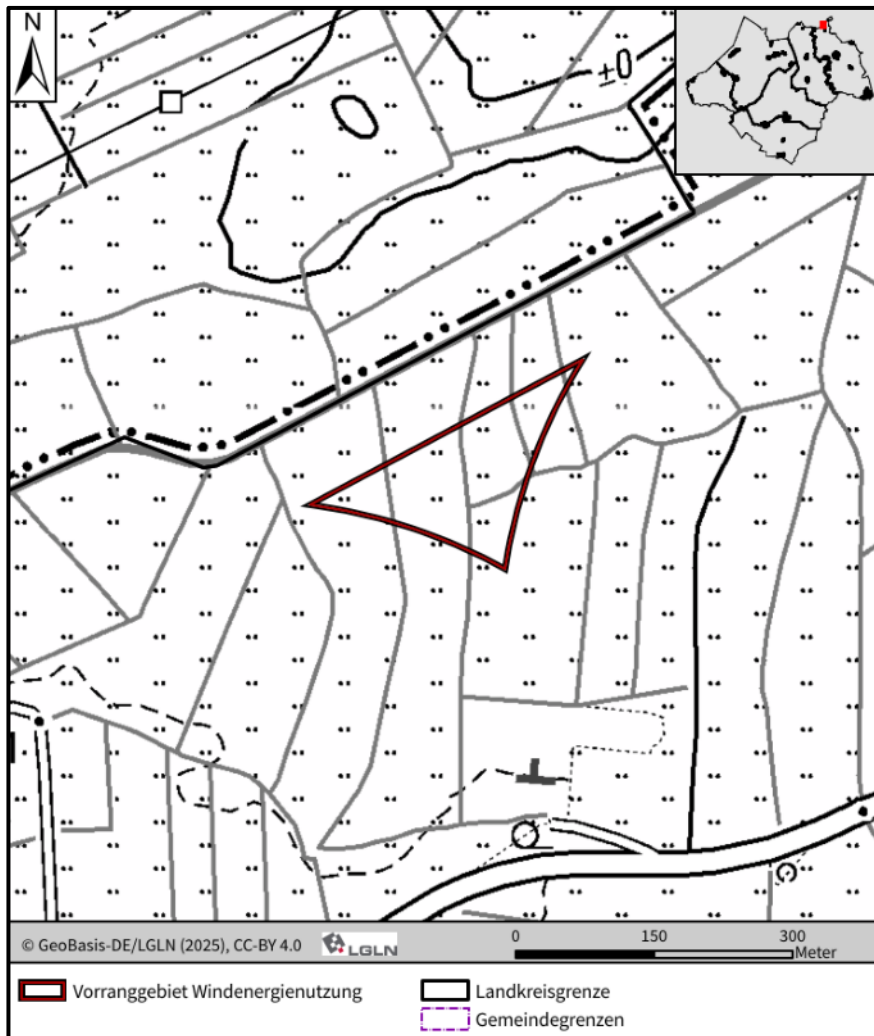 N
±0
© GeoBasis-DE/LGLN (2025), CC-BY 4.0 LGLN
0 150 300
Meter
Vorranggebiet Windenergienutzung
Landkreisgrenze
Gemeindegrenzen